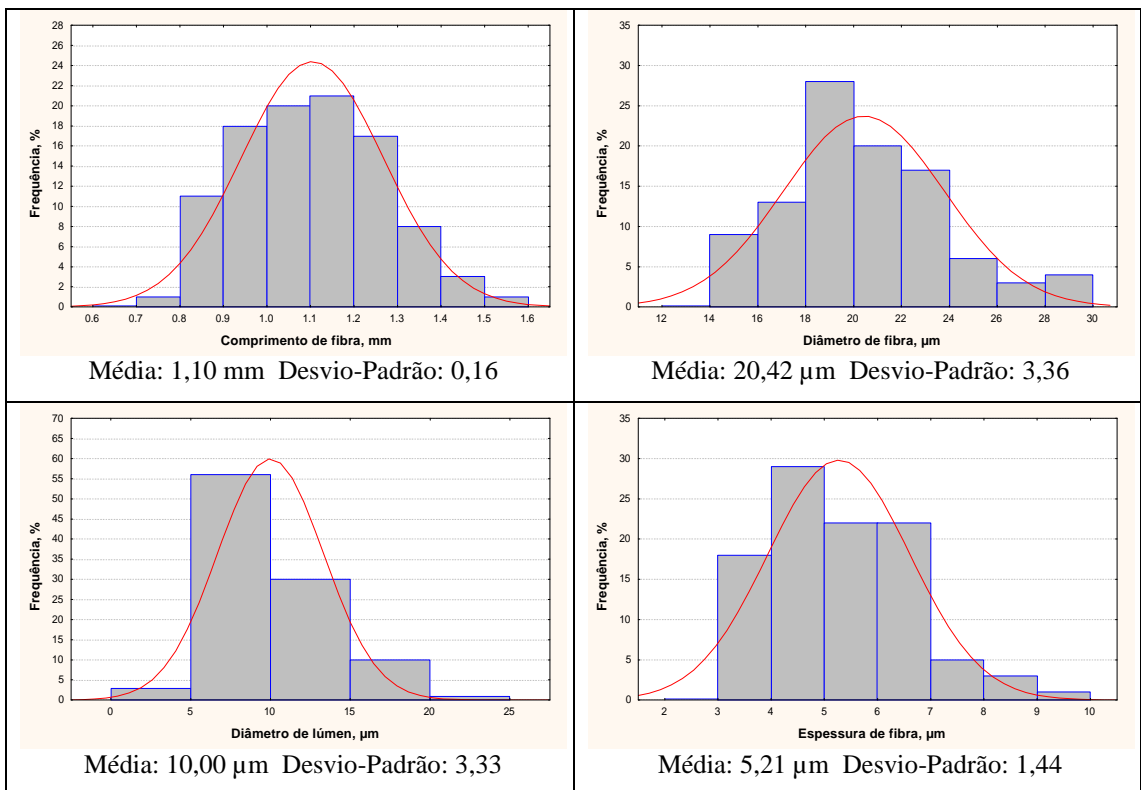 28
26
24
22
20
18
16
14
12
10
8
6
4
2
0
Frequência, %
0.6 0.7 0.8 0.9 1.0 1.1 1.2 1.3 1.4 1.5 1.6
Comprimento de fibra, mm
Média: 1,10 mm Desvio-Padrão: 0,16
35
30
25
20
15
10
5
0
Frequência, %
12 14 16 18 20 22 24 26 28 30
Diâmetro de fibra, µm
Média: 20,42 µm Desvio-Padrão: 3,36
70
65
60
55
50
45
40
35
30
25
20
15
10
5
0
Frequência, %
0 5 10 15 20 25
Diâmetro de lúmen, µm
Média: 10,00 µm Desvio-Padrão: 3,33
35
30
25
20
15
10
5
0
Frequência, %
2 3 4 5 6 7 8 9 10
Espessura de fibra, µm
Média: 5,21 µm Desvio-Padrão: 1,44